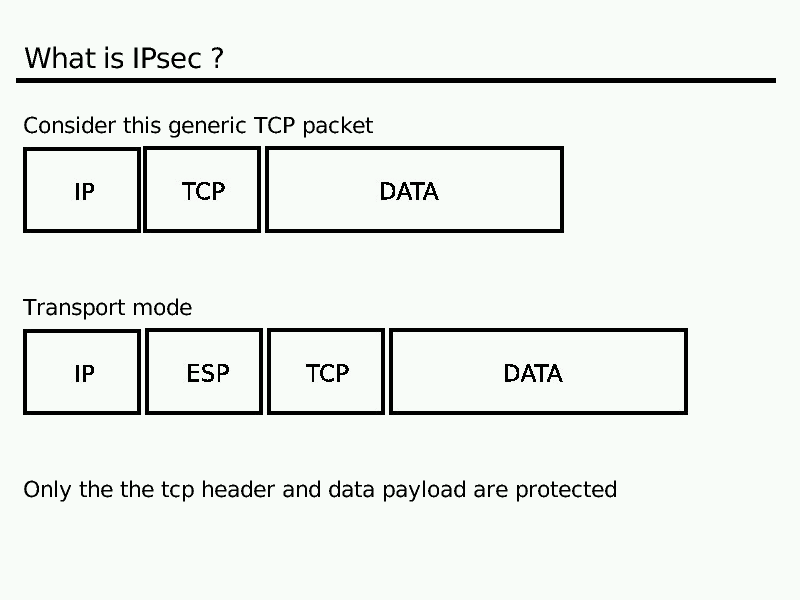 What is IPsec ?
Consider this generic TCP packet
IP TCP DATA
Transport mode
IP ESP TCP DATA
Only the the tcp header and data payload are protected